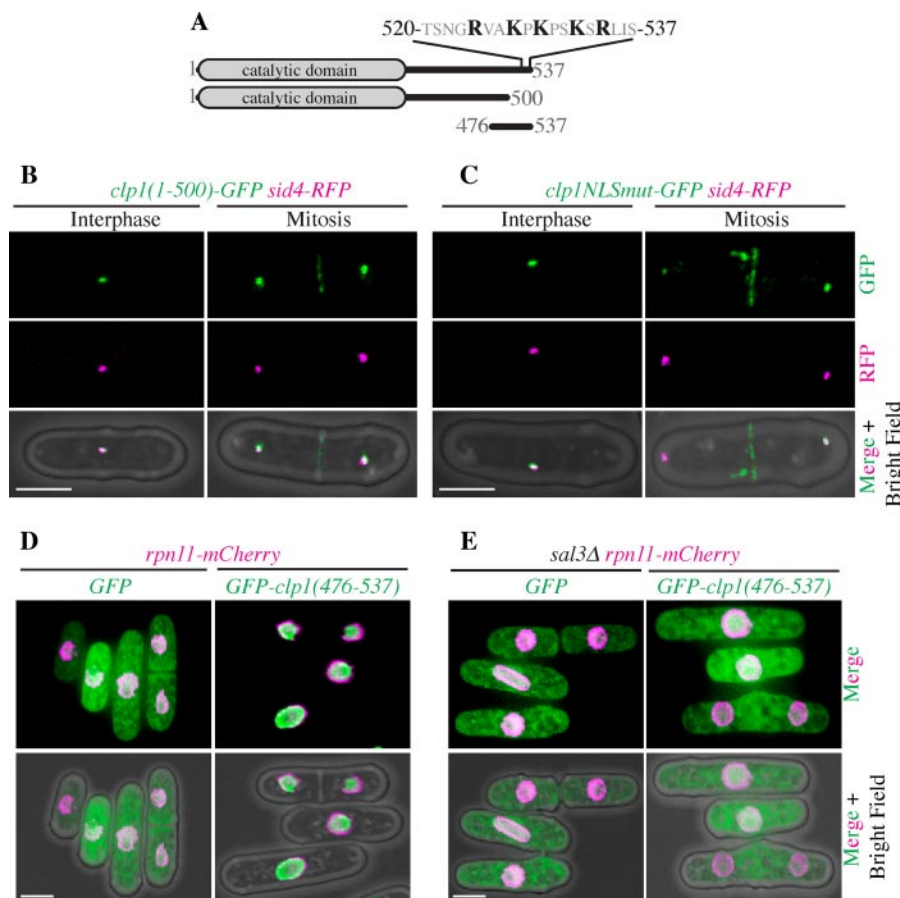 A
520-TSNGRVAKPKPSKSRLIS-537
1 catalytic domain 537
1 catalytic domain 500
476 537
B
clp1(1-500)-GFP sid4-RFP
Interphase Mitosis
C
clp1NLSmut-GFP sid4-RFP
Interphase Mitosis
GFP
RFP
Merge +
Bright Field
D
rpn11-mCherry
GFP GFP-clp1(476-537)
E
sal3Δ rpn11-mCherry
GFP GFP-clp1(476-537)
Merge
Merge +
Bright Field